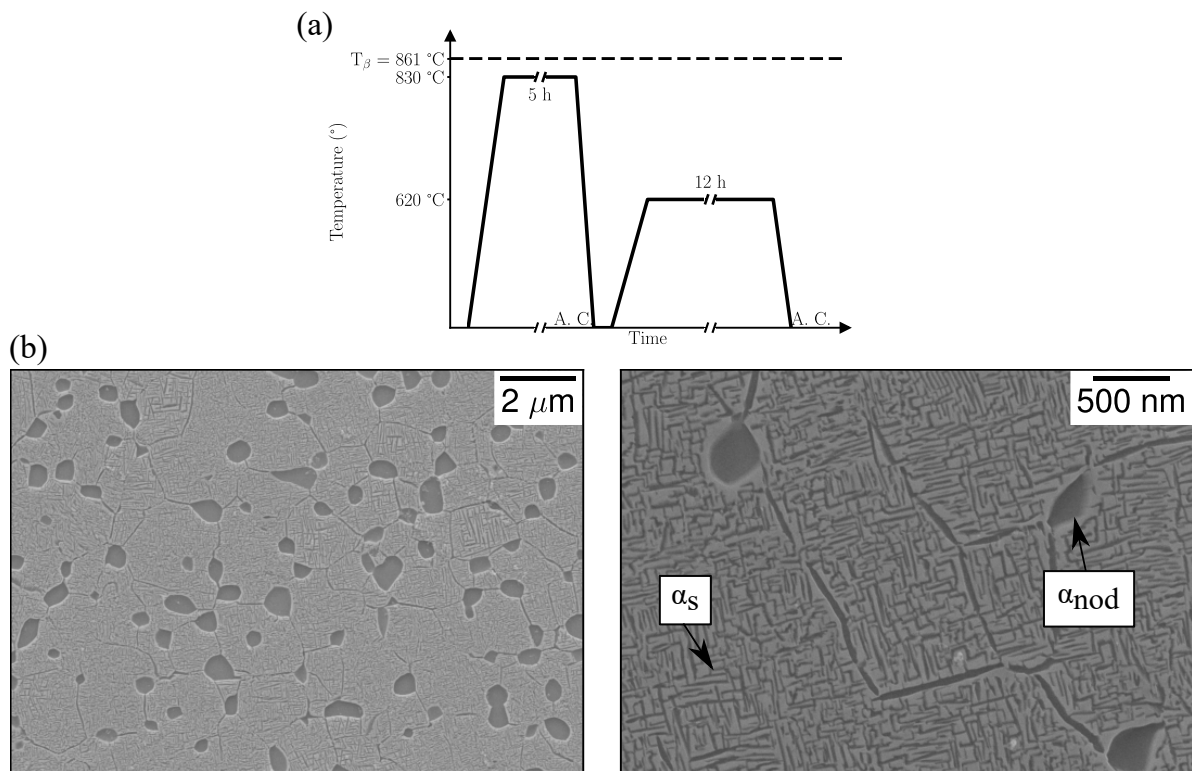 (a)
T_β = 861 °C
830 °C
5 h
12 h
620 °C
Temperature (°)
A. C.
A. C.
Time
(b)
2 μm
500 nm
α_s
α_nod